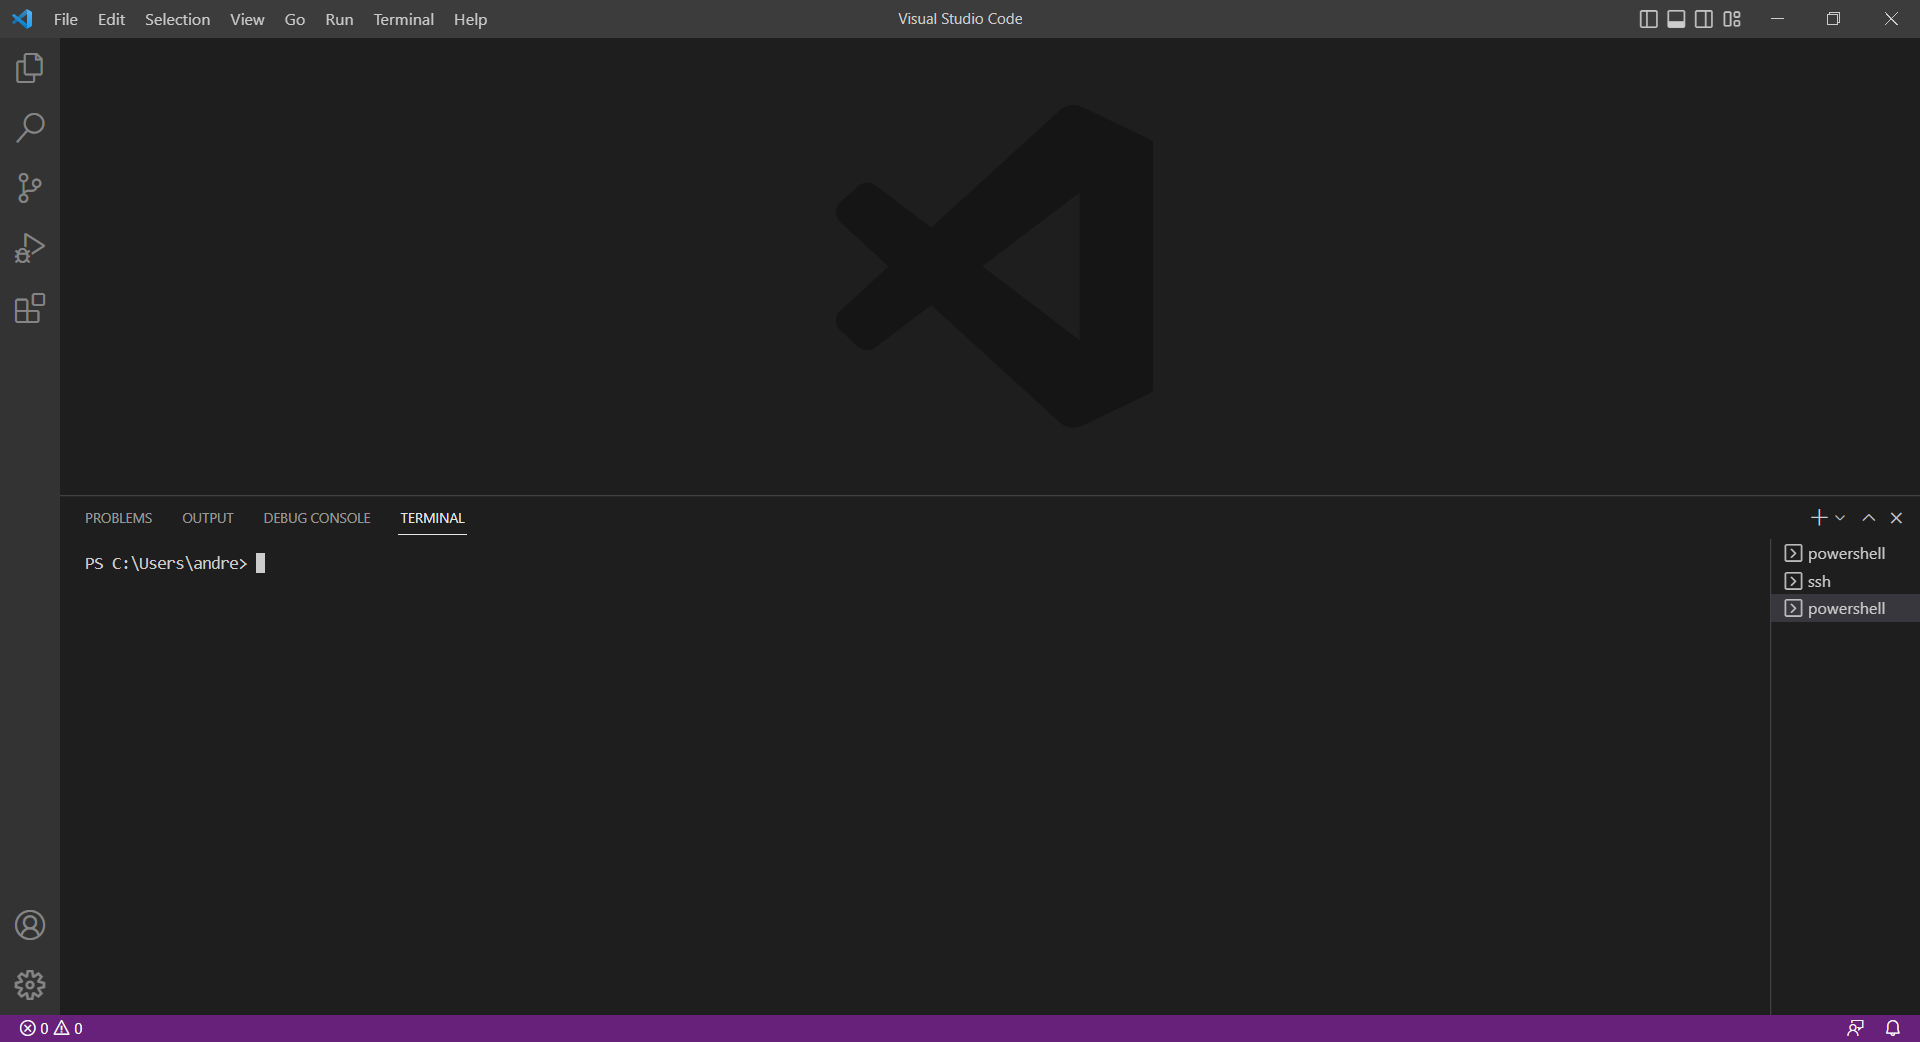 File Edit Selection View Go Run Terminal Help
Visual Studio Code
PROBLEMS OUTPUT DEBUG CONSOLE TERMINAL
PS C:\Users\andre>
powershell
ssh
powershell
0 0